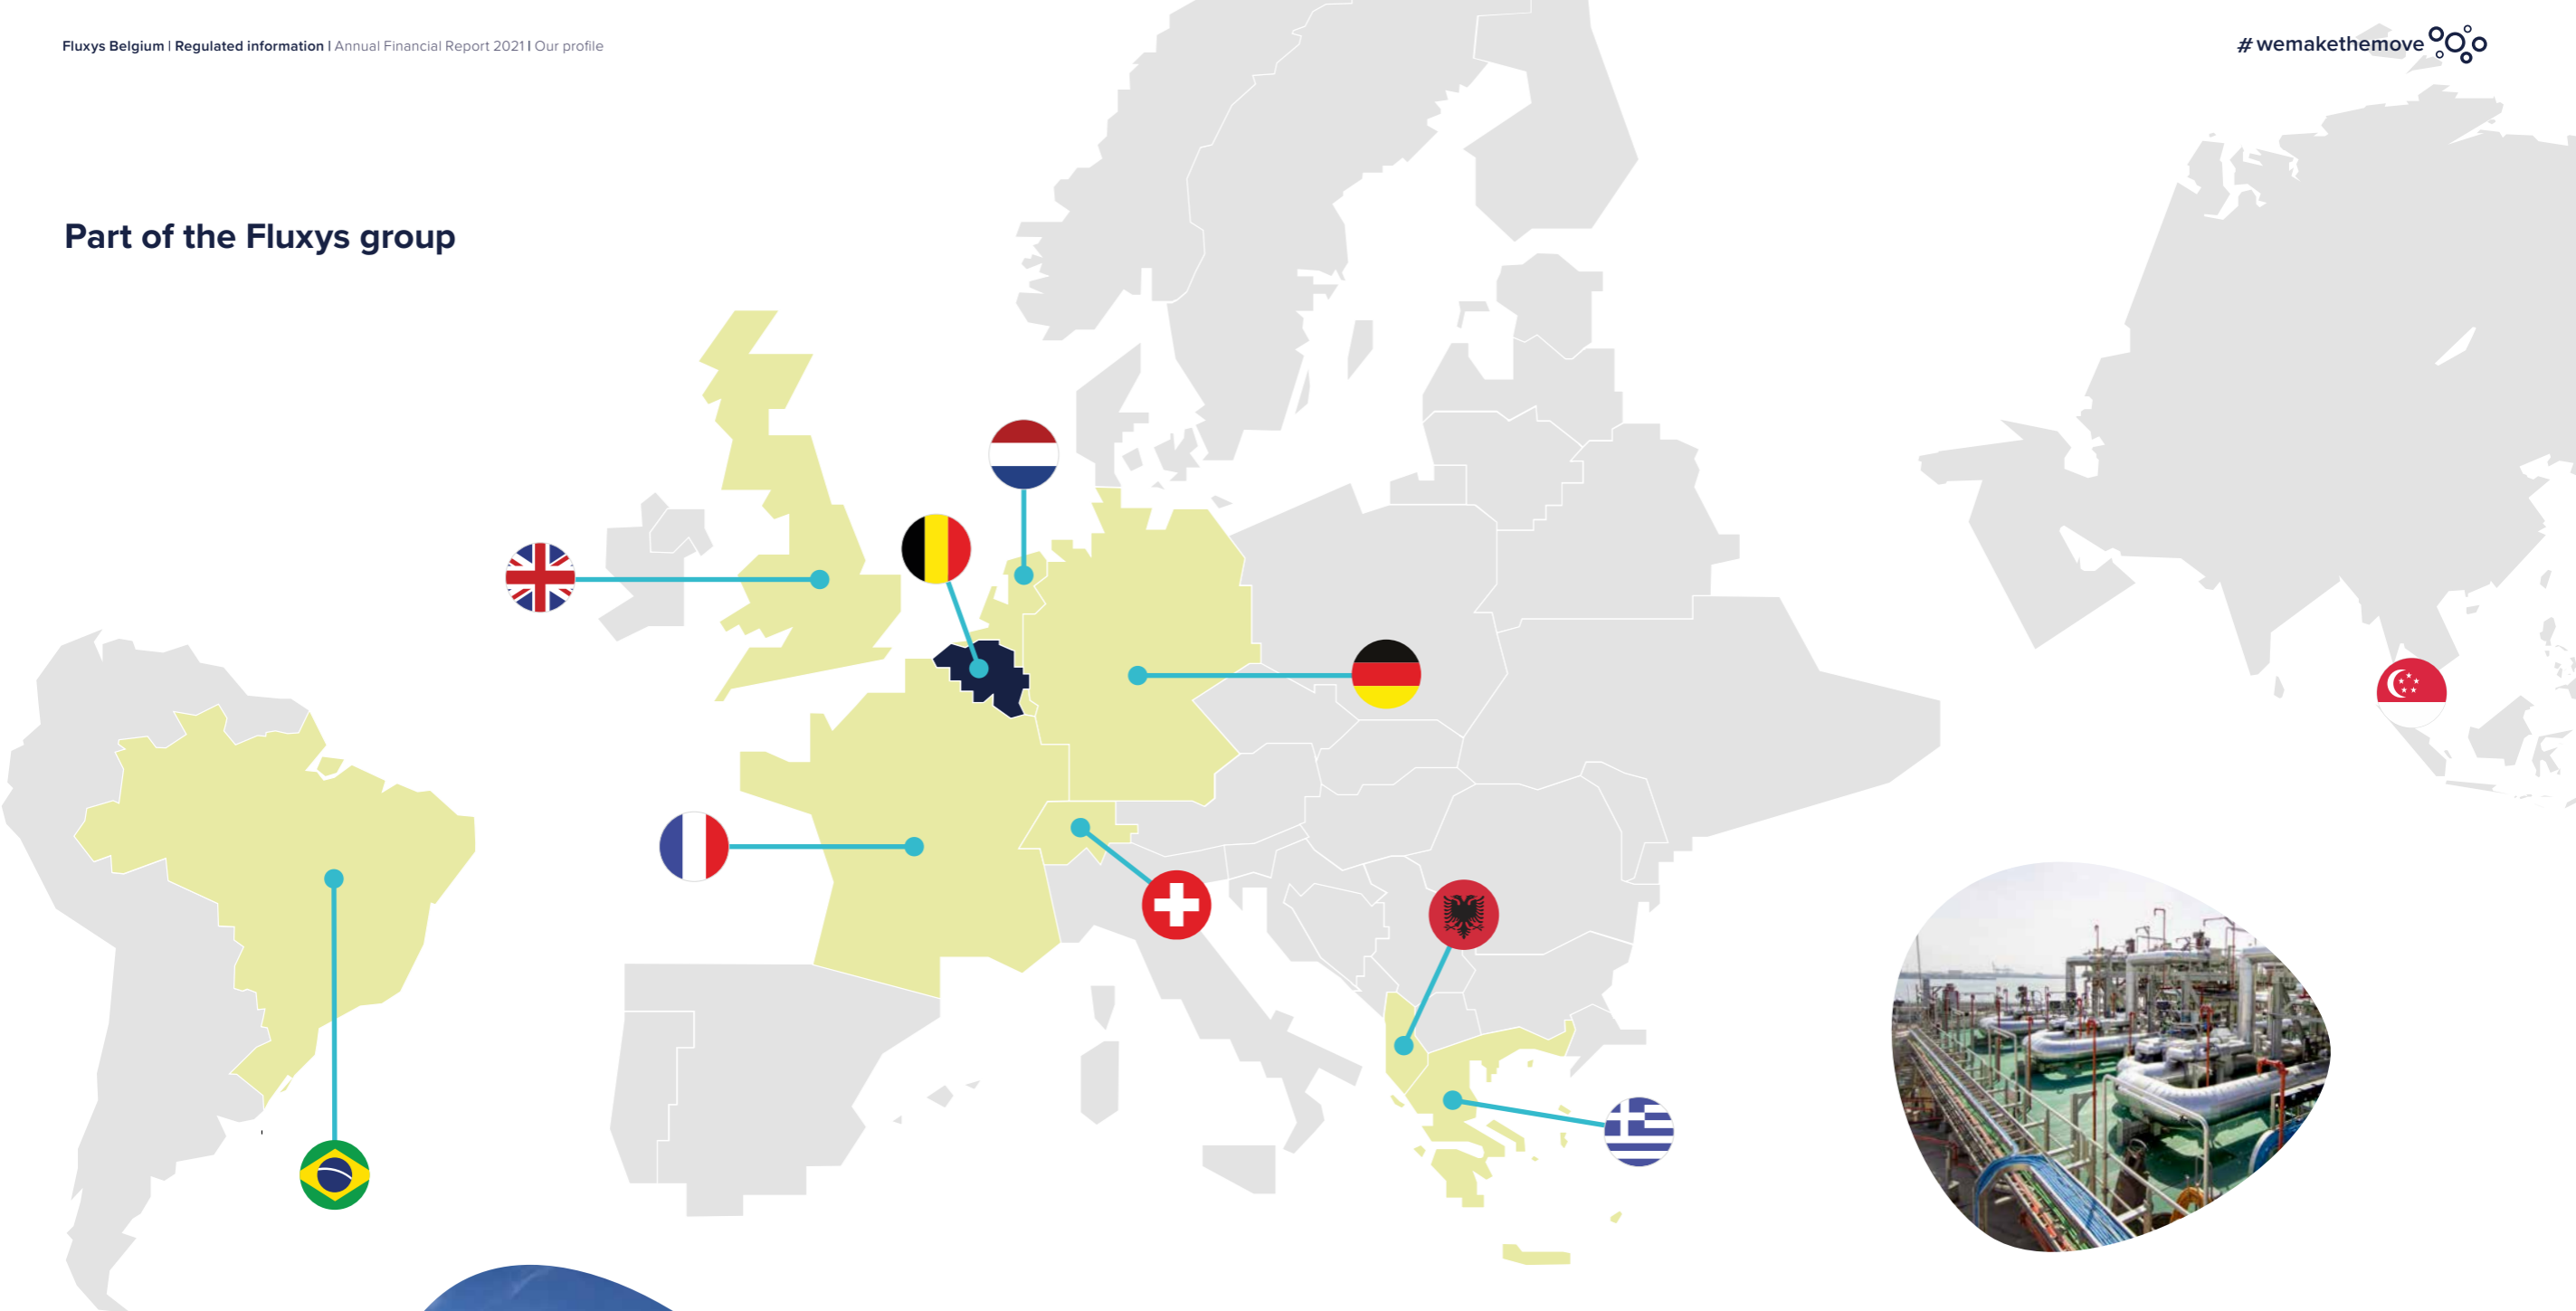 Fluxys Belgium | Regulated information | Annual Financial Report 2021 | Our profile
# wemakethemove
Part of the Fluxys group